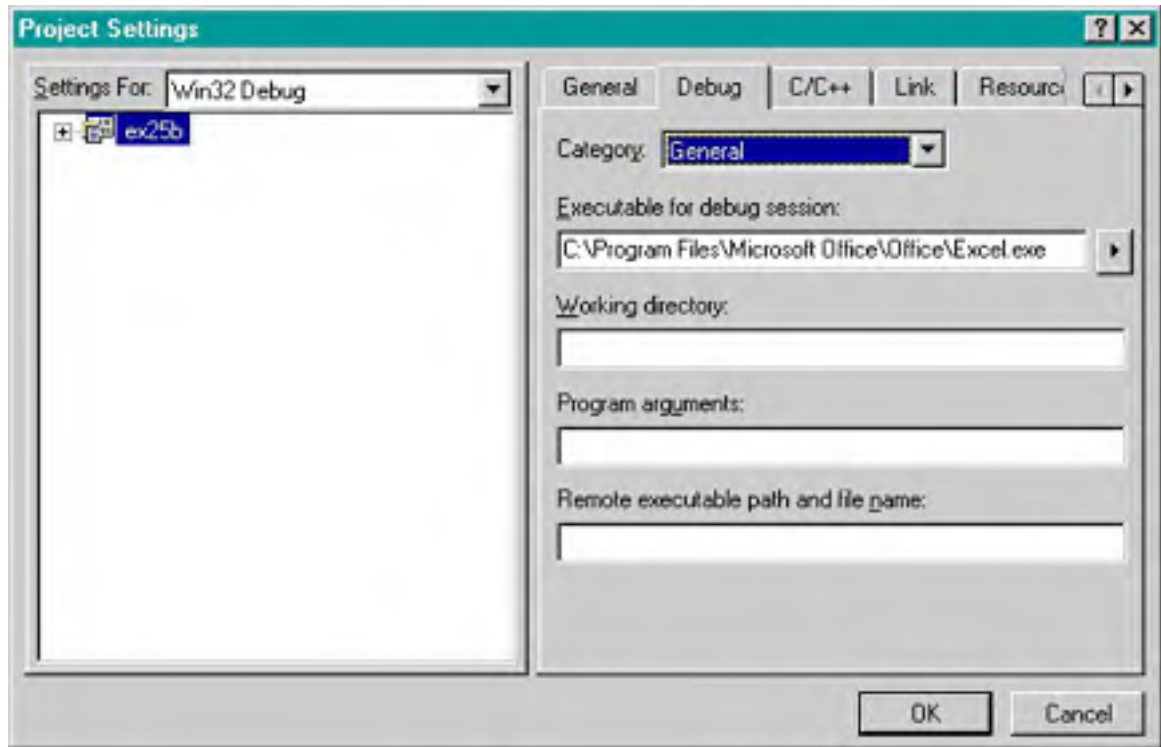 Project Settings
Settings For: Win32 Debug
ex25b
General Debug C/C++ Link Resourc
Category: General
Executable for debug session:
C:\Program Files\Microsoft Office\Office\Excel.exe
Working directory:
Program arguments:
Remote executable path and file name:
OK Cancel